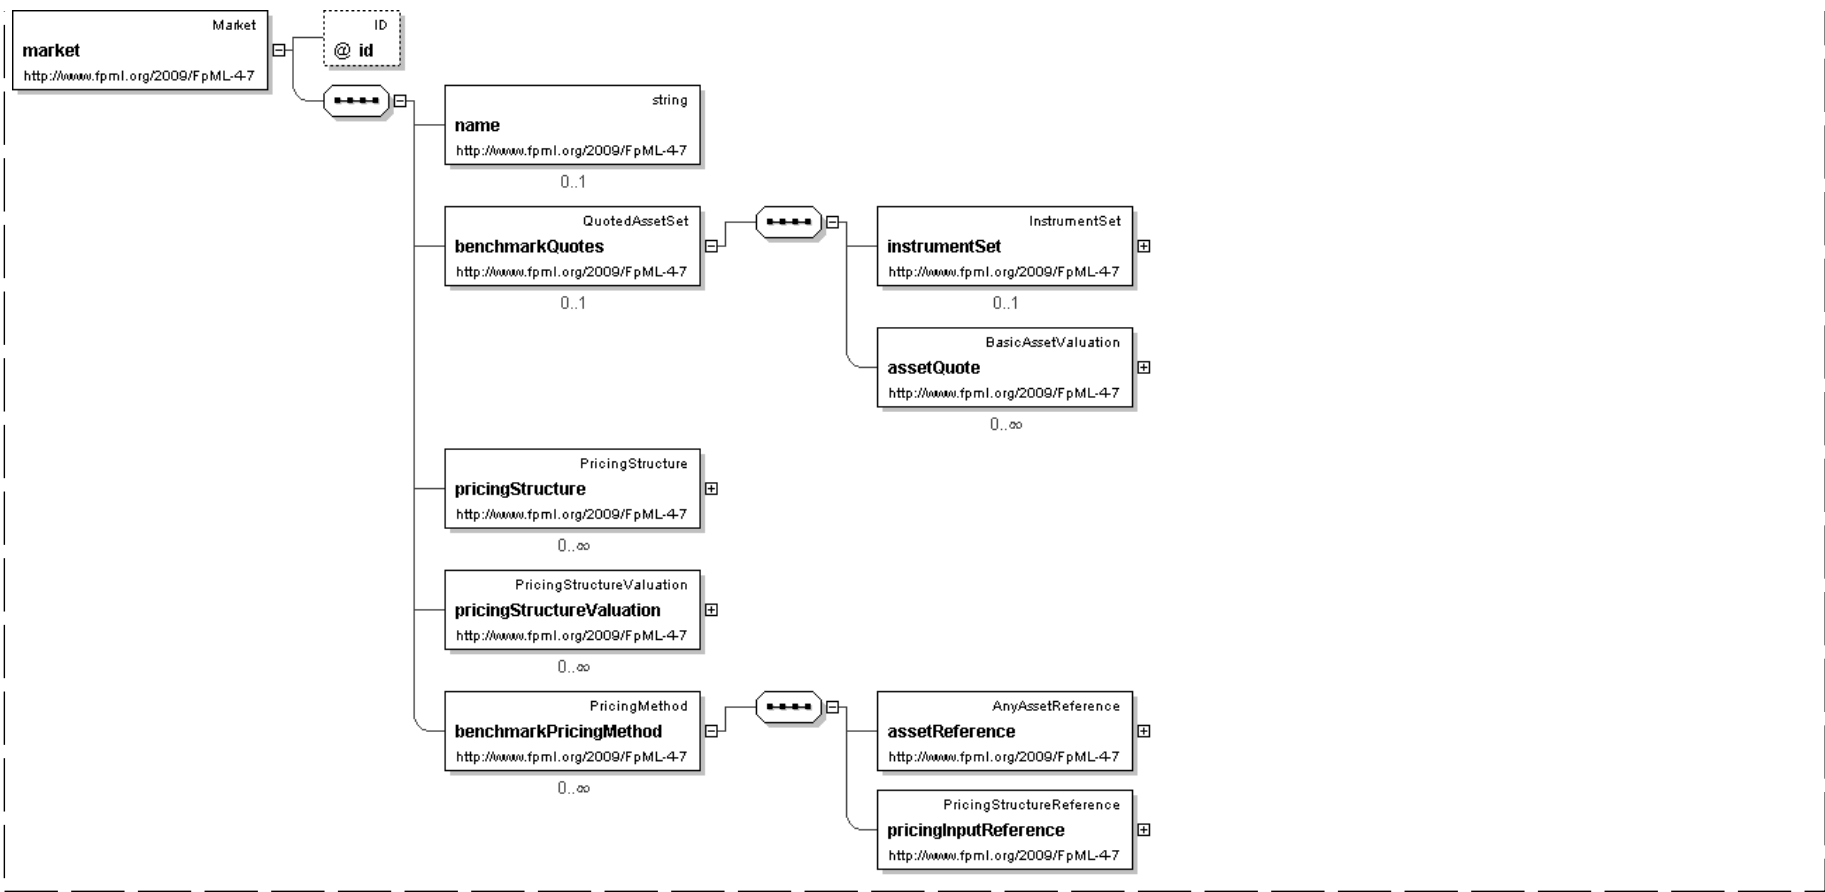 Market
market
http://www.fpml.org/2009/FpML-4-7
ID
@ id
string
name
http://www.fpml.org/2009/FpML-4-7
0..1
QuotedAssetSet
benchmarkQuotes
http://www.fpml.org/2009/FpML-4-7
0..1
InstrumentSet
instrumentSet
http://www.fpml.org/2009/FpML-4-7
0..1
BasicAssetValuation
assetQuote
http://www.fpml.org/2009/FpML-4-7
0..∞
PricingStructure
pricingStructure
http://www.fpml.org/2009/FpML-4-7
0..∞
PricingStructureValuation
pricingStructureValuation
http://www.fpml.org/2009/FpML-4-7
0..∞
PricingMethod
benchmarkPricingMethod
http://www.fpml.org/2009/FpML-4-7
0..∞
AnyAssetReference
assetReference
http://www.fpml.org/2009/FpML-4-7
PricingStructureReference
pricingInputReference
http://www.fpml.org/2009/FpML-4-7